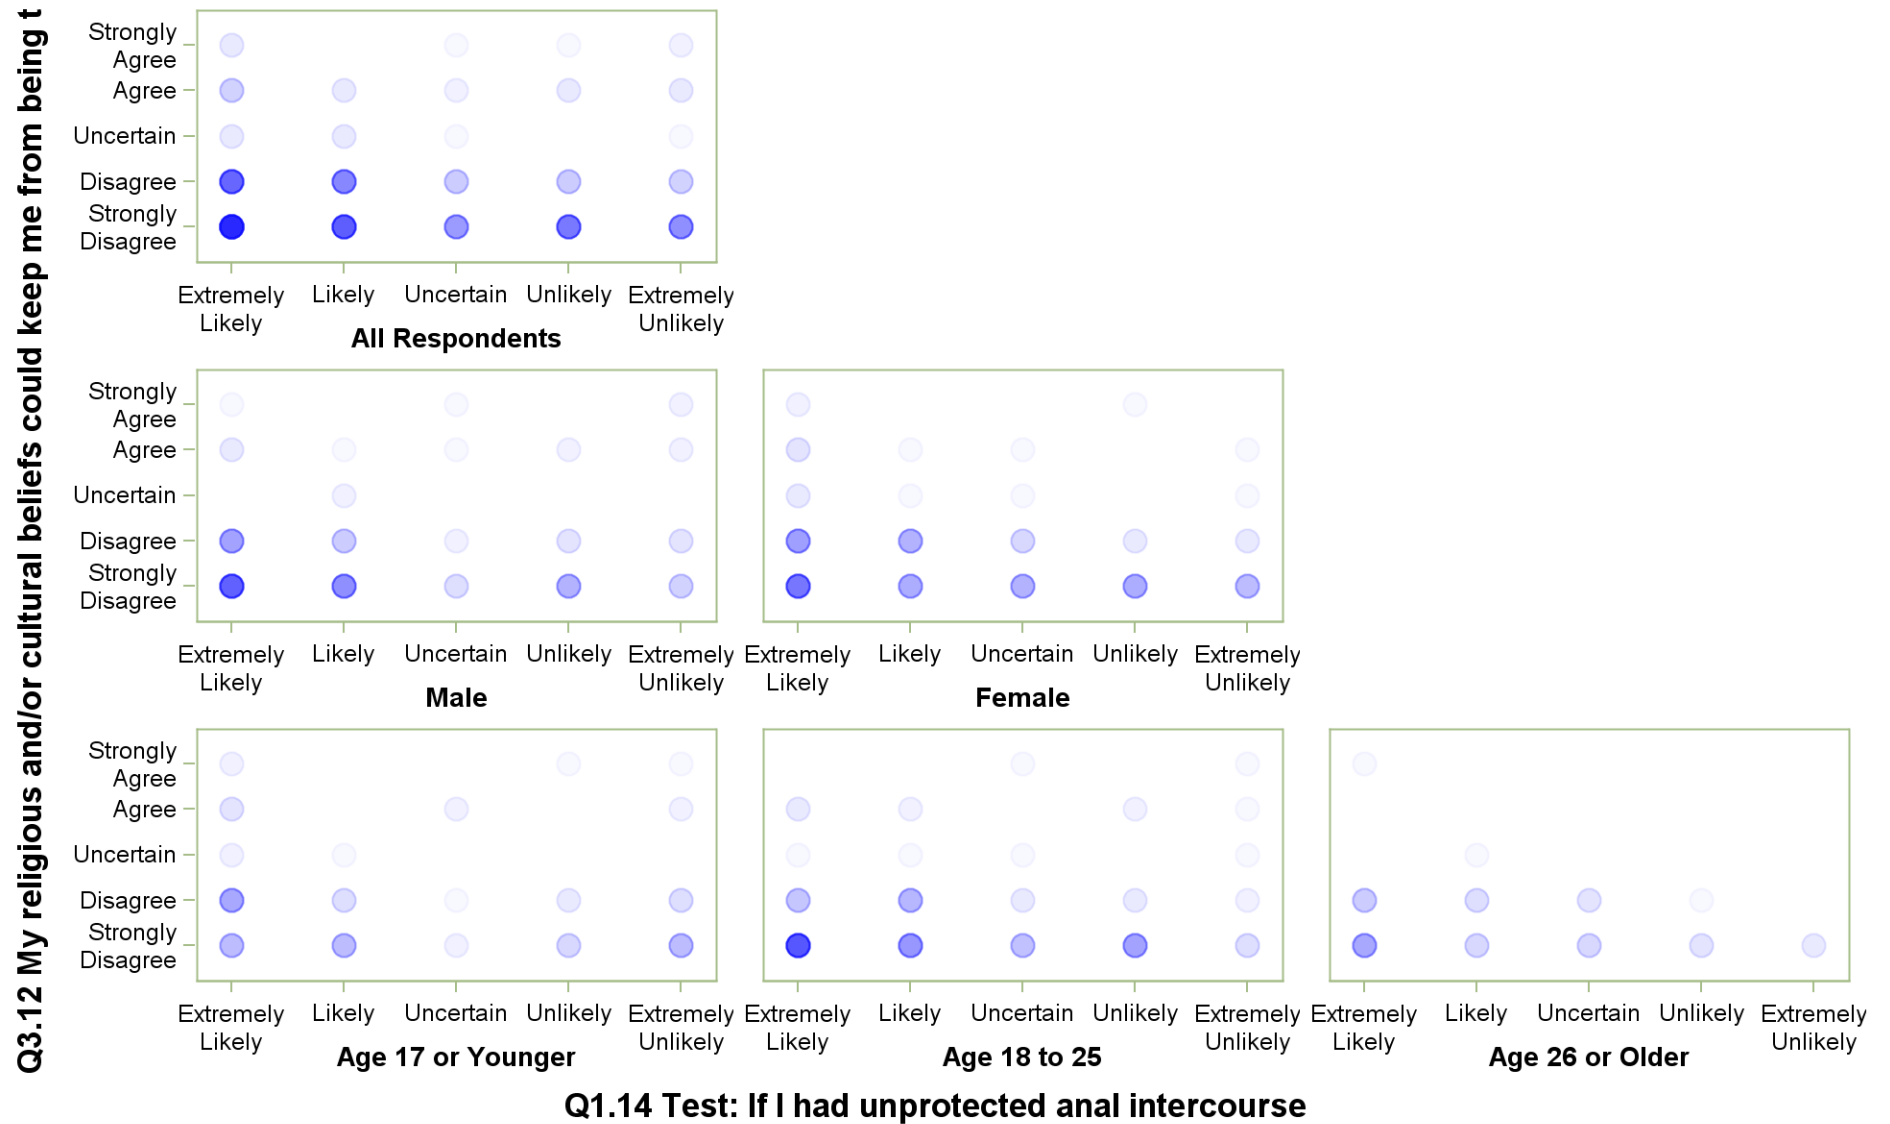 Q3.12 My religious and/or cultural beliefs could keep me from being t
Strongly
Agree
Agree
Uncertain
Disagree
Strongly
Disagree
Extremely
Likely
Likely
Uncertain
Unlikely
Extremely
Unlikely
All Respondents
Strongly
Agree
Agree
Uncertain
Disagree
Strongly
Disagree
Extremely
Likely
Likely
Uncertain
Unlikely
Extremely
Unlikely
Male
Extremely
Likely
Likely
Uncertain
Unlikely
Extremely
Unlikely
Female
Strongly
Agree
Agree
Uncertain
Disagree
Strongly
Disagree
Extremely
Likely
Likely
Uncertain
Unlikely
Extremely
Unlikely
Age 17 or Younger
Extremely
Likely
Likely
Uncertain
Unlikely
Extremely
Unlikely
Age 18 to 25
Extremely
Likely
Likely
Uncertain
Unlikely
Extremely
Unlikely
Age 26 or Older
Q1.14 Test: If I had unprotected anal intercourse